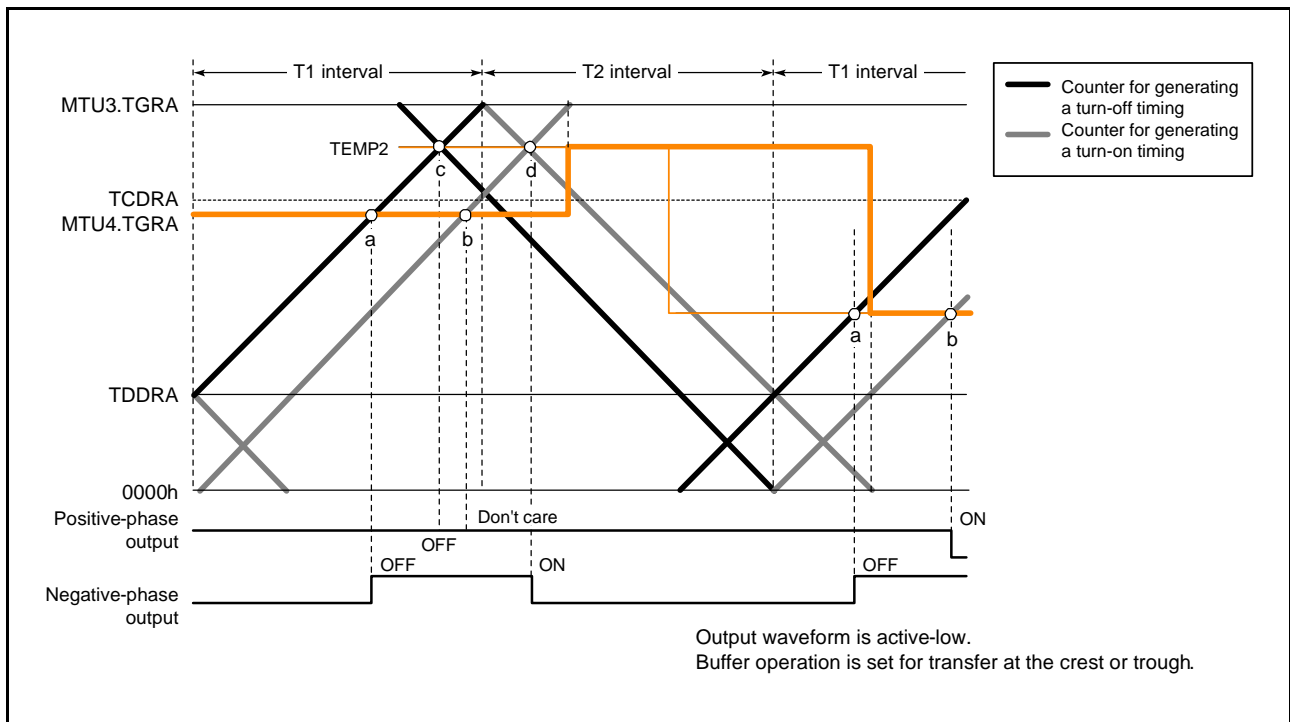 T1 interval
T2 interval
T1 interval
Counter for generating
a turn-off timing
Counter for generating
a turn-on timing
MTU3.TGRA
TEMP2
c
d
TCDRA
MTU4.TGRA
a
b
a
b
TDDRA
0000h
Positive-phase
output
Don't care
ON
OFF
OFF
ON
OFF
Negative-phase
output
Output waveform is active-low.
Buffer operation is set for transfer at the crest or trough.